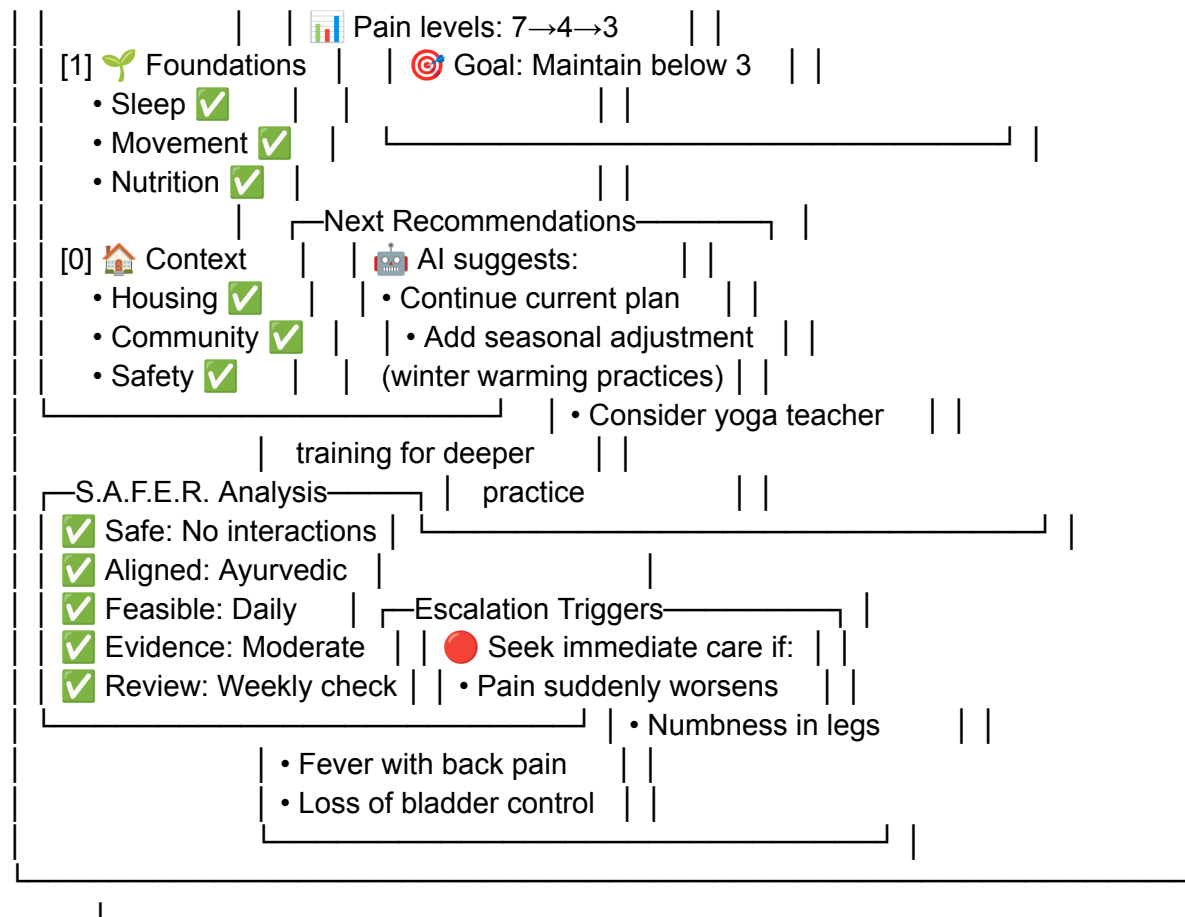 │ │ │ │ 📊 Pain levels: 7→4→3 │ │
│ │ [1] 🌱 Foundations │ │ 🎯 Goal: Maintain below 3 │ │
│ │ • Sleep ✅ │ │ │ │
│ │ • Movement ✅ │ └──────────────────────┘ │
│ │ • Nutrition ✅ │ │ │
│ │ │ ┌─Next Recommendations─────┐ │
│ │ [0] 🏠 Context │ │ 🤖 AI suggests: │ │
│ │ • Housing ✅ │ │ • Continue current plan │ │
│ │ • Community ✅ │ │ • Add seasonal adjustment │ │
│ │ • Safety ✅ │ │ (winter warming practices) │ │
│ └────────────────┘ │ • Consider yoga teacher │ │
│ │ training for deeper │ │
│ ┌─S.A.F.E.R. Analysis───┐ │ practice │ │
│ │ ✅ Safe: No interactions │ └──────────────────────┘ │
│ │ ✅ Aligned: Ayurvedic │ │
│ │ ✅ Feasible: Daily │ ┌─Escalation Triggers──────┐ │
│ │ ✅ Evidence: Moderate │ │ 🔴 Seek immediate care if: │ │
│ │ ✅ Review: Weekly check │ │ • Pain suddenly worsens │ │
│ └───────────────────┘ │ • Numbness in legs │ │
│ │ • Fever with back pain │ │
│ │ • Loss of bladder control │ │
│ └──────────────────────┘ │
└──────────────────────────────────────────